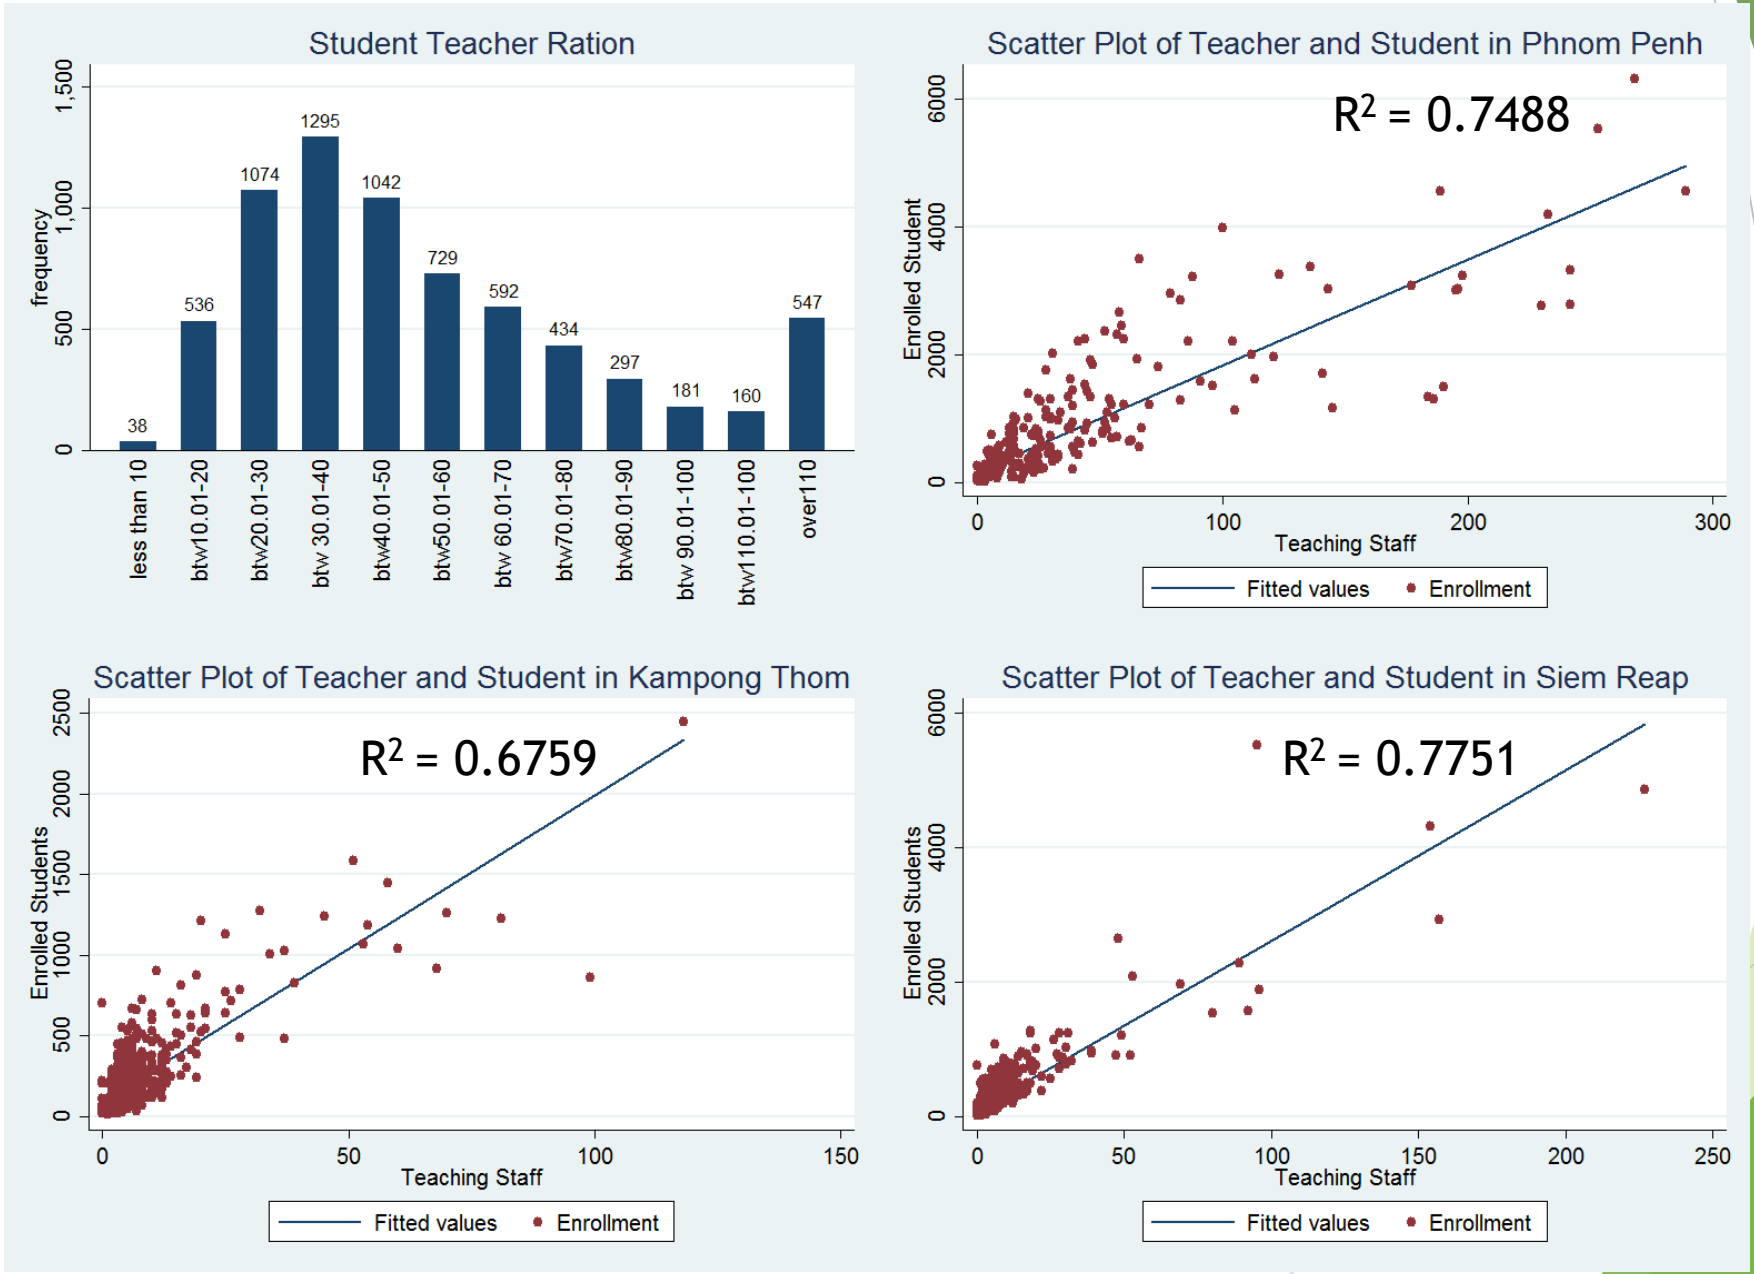 Student Teacher Ration
frequency
1,500
1,000
500
0
38
536
1074
1295
1042
729
592
434
297
181
160
547
less than 10
btw10.01-20
btw20.01-30
btw 30.01-40
btw40.01-50
btw50.01-60
btw 60.01-70
btw70.01-80
btw80.01-90
btw 90.01-100
btw110.01-100
over110
Scatter Plot of Teacher and Student in Phnom Penh
R² = 0.7488
Enrolled Student
6000
4000
2000
0
0 100 200 300
Teaching Staff
Fitted values Enrollment
Scatter Plot of Teacher and Student in Kampong Thom
R² = 0.6759
Enrolled Students
2500
2000
1500
1000
500
0
0 50 100 150
Teaching Staff
Fitted values Enrollment
Scatter Plot of Teacher and Student in Siem Reap
R² = 0.7751
Enrolled Students
6000
4000
2000
0
0 50 100 150 200 250
Teaching Staff
Fitted values Enrollment